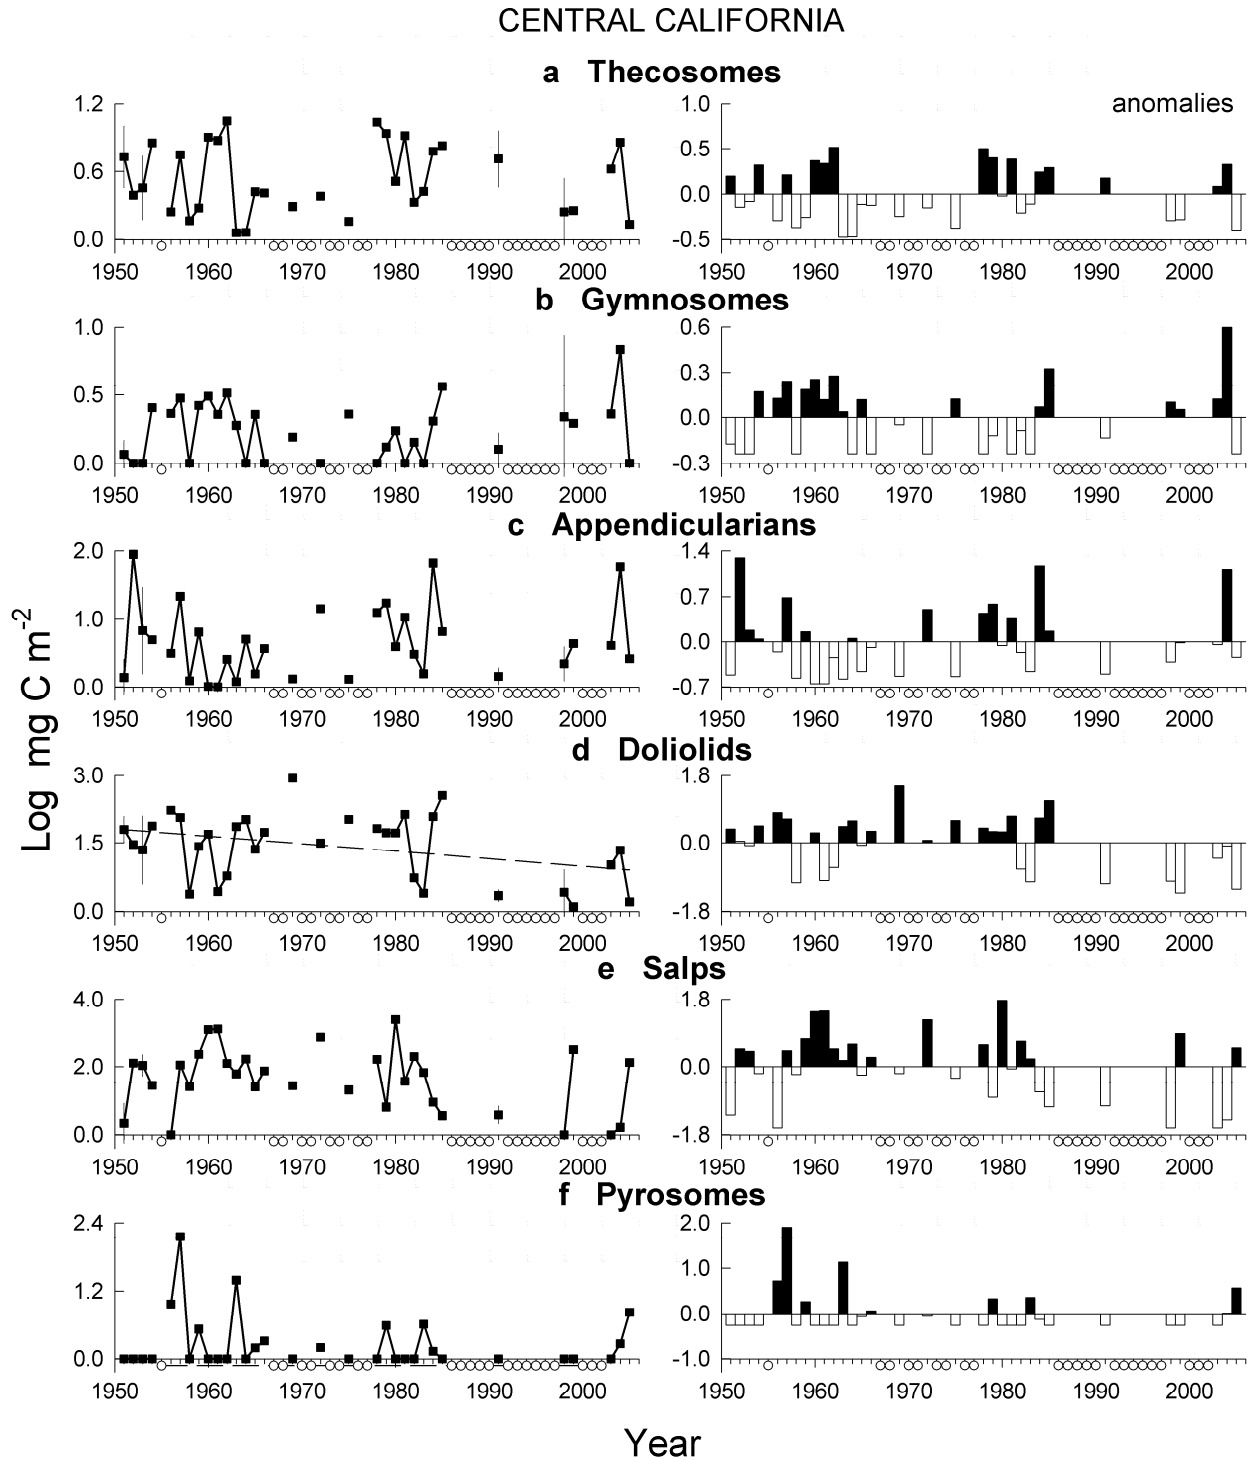 CENTRAL CALIFORNIA
a Thecosomes
anomalies
1.2
0.6
0.0
1950 1960 1970 1980 1990 2000
1.0
0.5
0.0
-0.5
1950 1960 1970 1980 1990 2000
b Gymnosomes
1.0
0.5
0.0
1950 1960 1970 1980 1990 2000
0.6
0.3
0.0
-0.3
1950 1960 1970 1980 1990 2000
c Appendicularians
2.0
1.0
0.0
1950 1960 1970 1980 1990 2000
1.4
0.7
0.0
-0.7
1950 1960 1970 1980 1990 2000
d Doliolids
3.0
1.5
0.0
1950 1960 1970 1980 1990 2000
1.8
0.0
-1.8
1950 1960 1970 1980 1990 2000
e Salps
4.0
2.0
0.0
1950 1960 1970 1980 1990 2000
1.8
0.0
-1.8
1950 1960 1970 1980 1990 2000
f Pyrosomes
2.4
1.2
0.0
1950 1960 1970 1980 1990 2000
2.0
1.0
0.0
-1.0
1950 1960 1970 1980 1990 2000
Log mg C m-2
Year